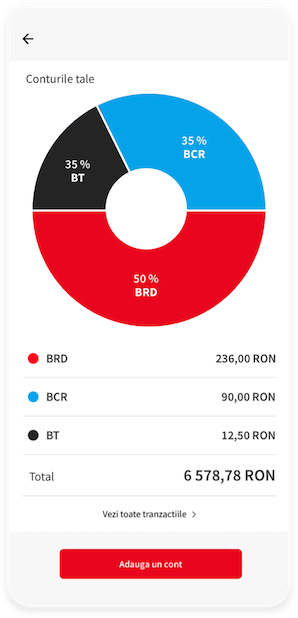 Conturile tale
35 %
BCR
35 %
BT
50 %
BRD
BRD 236,00 RON
BCR 90,00 RON
BT 12,50 RON
Total 6 578,78 RON
Vezi toate tranzactiile
Adauga un cont